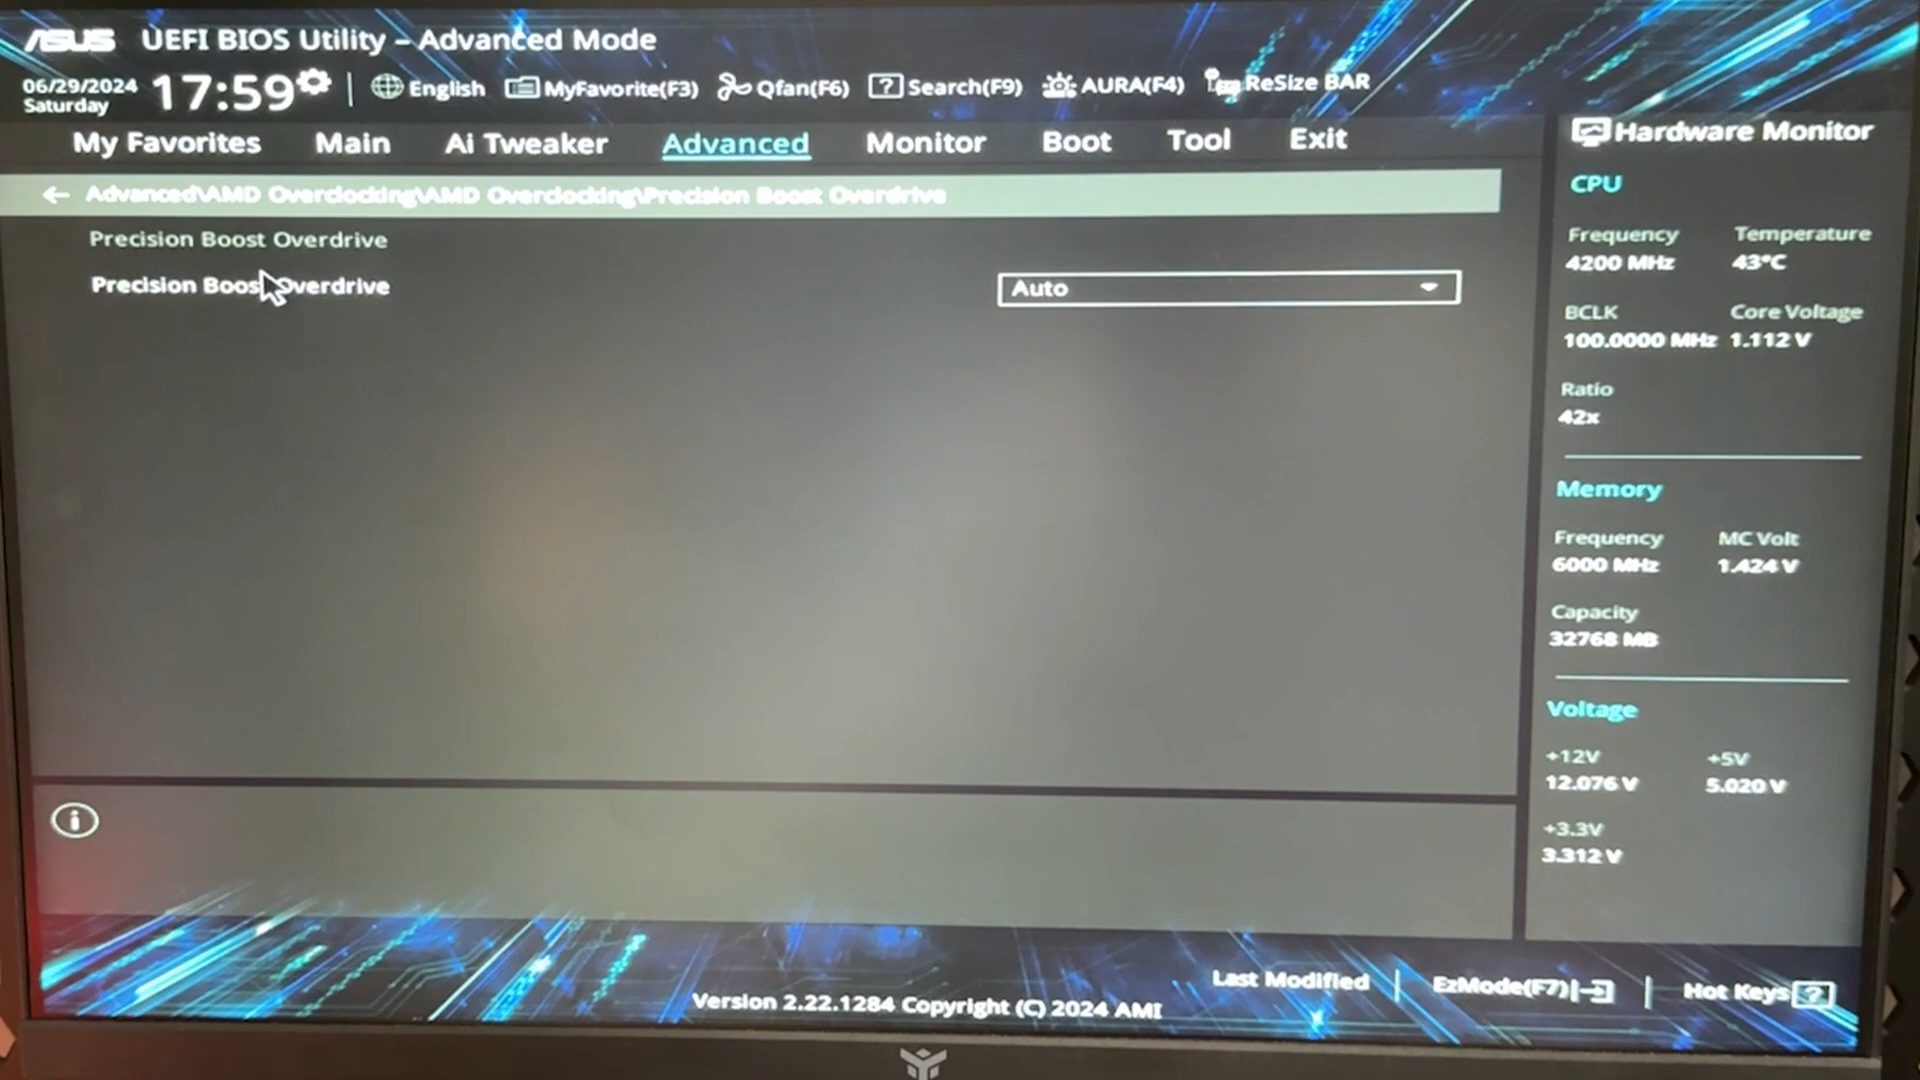 ASUS UEFI BIOS Utility – Advanced Mode
06/29/2024
Saturday
17:59
English MyFavorite(F3) Qfan(F6) ? Search(F9) AURA(F4) ReSize BAR
My Favorites Main Ai Tweaker Advanced Monitor Boot Tool Exit
← Advanced\AMD Overclocking\AMD Overclocking\Precision Boost Overdrive
Precision Boost Overdrive
Precision Boost Overdrive Auto
Hardware Monitor
CPU
Frequency Temperature
4200 MHz 43°C
BCLK Core Voltage
100.0000 MHz 1.112 V
Ratio
42x
Memory
Frequency MC Volt
6000 MHz 1.424 V
Capacity
32768 MB
Voltage
+12V +5V
12.076 V 5.020 V
+3.3V
3.312 V
i
Last Modified | EzMode(F7) | Hot Keys ?
Version 2.22.1284 Copyright (C) 2024 AMI